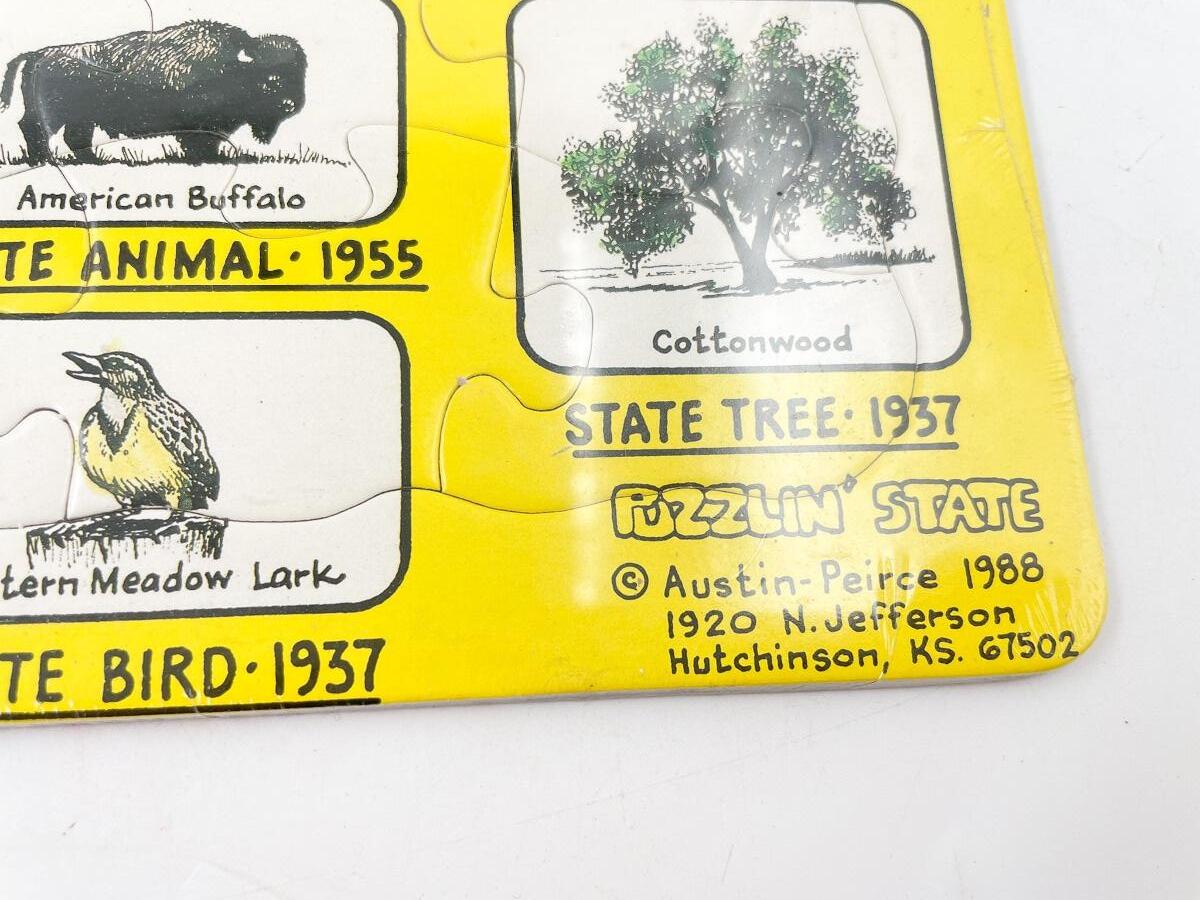 American Buffalo
TE ANIMAL · 1955
Cottonwood
STATE TREE · 1937
tern Meadow Lark
TE BIRD · 1937
PUZZLIN' STATE
© Austin-Peirce 1988
1920 N. Jefferson
Hutchinson, KS. 67502